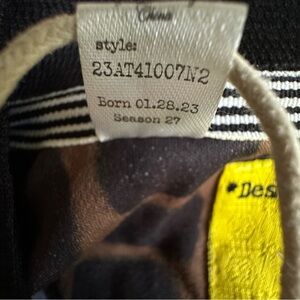 China
style:
23AT41007N2
Born 01.28.23
Season 27
*Des